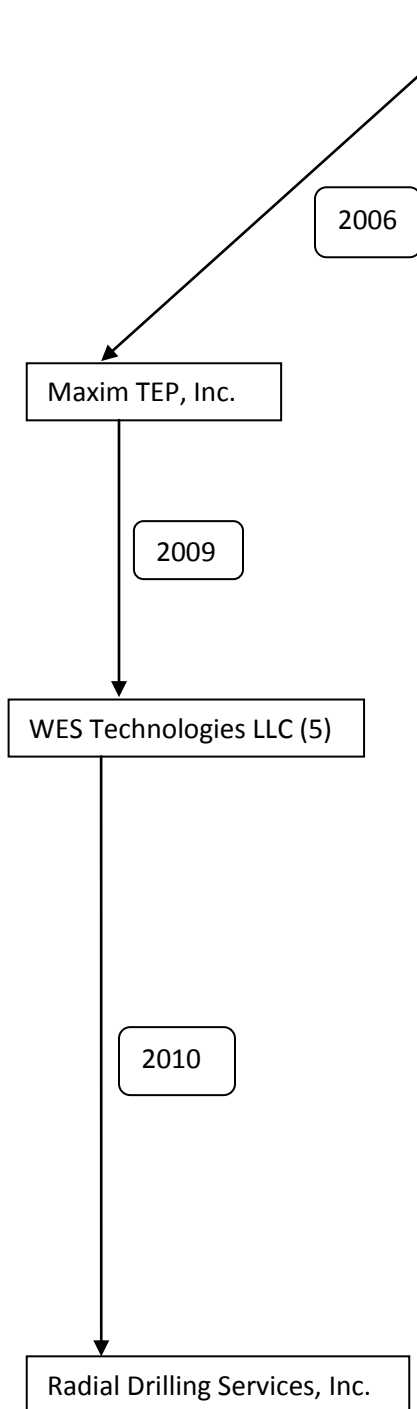 2006
Maxim TEP, Inc.
2009
WES Technologies LLC (5)
2010
Radial Drilling Services, Inc.